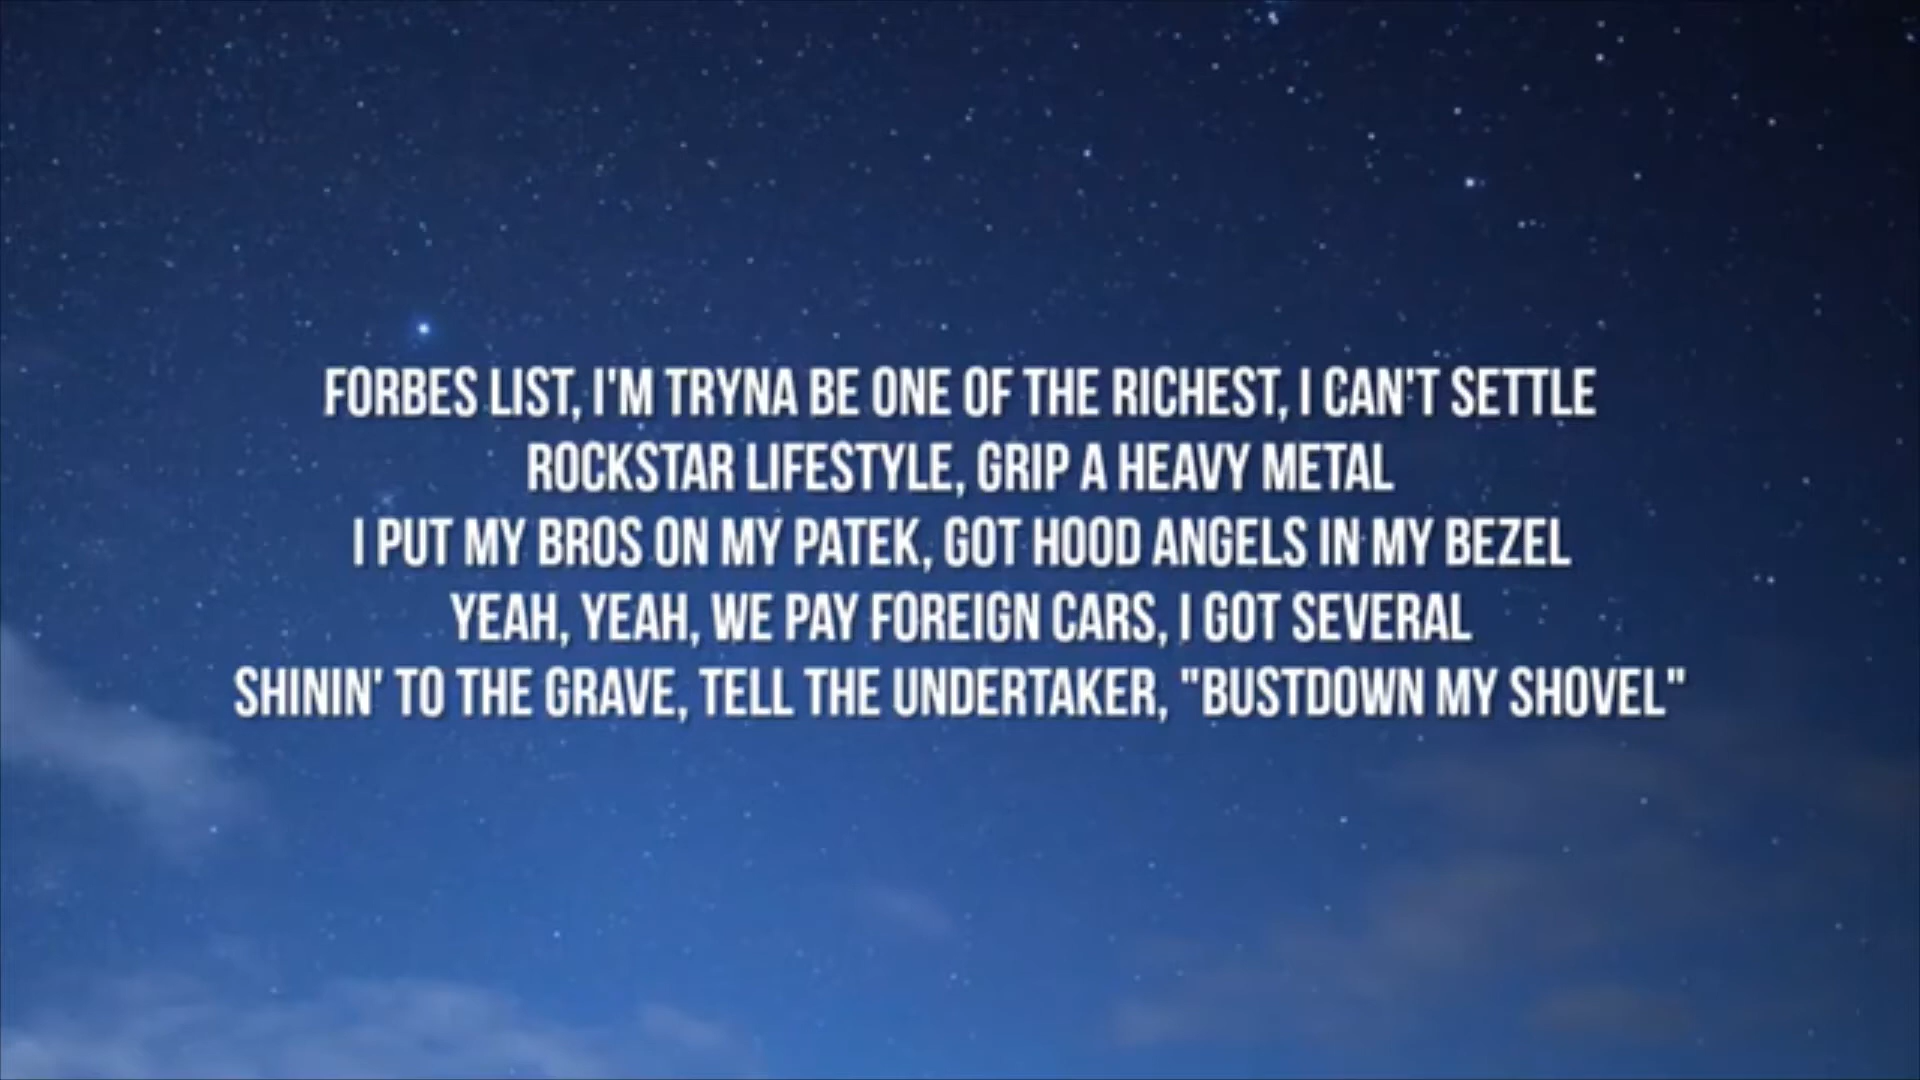 FORBES LIST, I'M TRYNA BE ONE OF THE RICHEST, I CAN'T SETTLE
ROCKSTAR LIFESTYLE, GRIP A HEAVY METAL
I PUT MY BROS ON MY PATEK, GOT HOOD ANGELS IN MY BEZEL
YEAH, YEAH, WE PAY FOREIGN CARS, I GOT SEVERAL
SHININ' TO THE GRAVE, TELL THE UNDERTAKER, "BUSTDOWN MY SHOVEL"